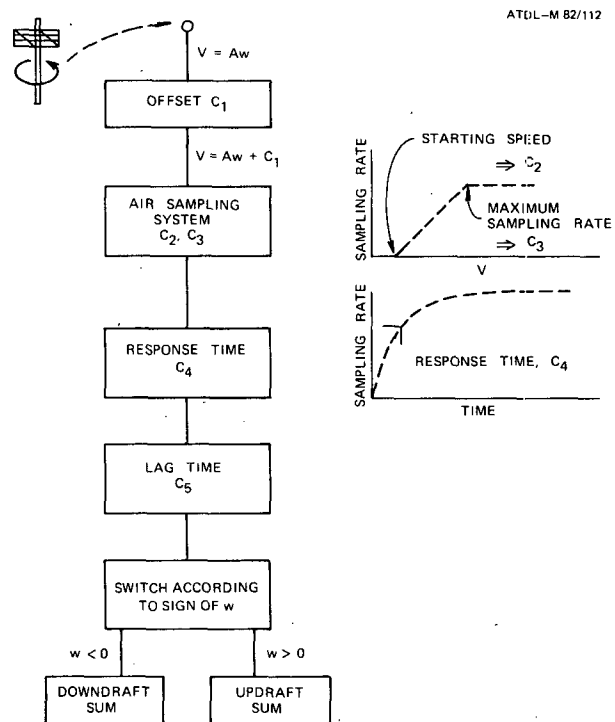 ATDL-M 82/112
V = Aw
OFFSET C1
V = Aw + C1
AIR SAMPLING
SYSTEM
C2, C3
RESPONSE TIME
C4
LAG TIME
C5
SWITCH ACCORDING
TO SIGN OF w
w < 0
w > 0
DOWNDRAFT
SUM
UPDRAFT
SUM
STARTING SPEED
⇒ C2
MAXIMUM
SAMPLING RATE
⇒ C3
SAMPLING RATE
V
SAMPLING RATE
RESPONSE TIME, C4
TIME